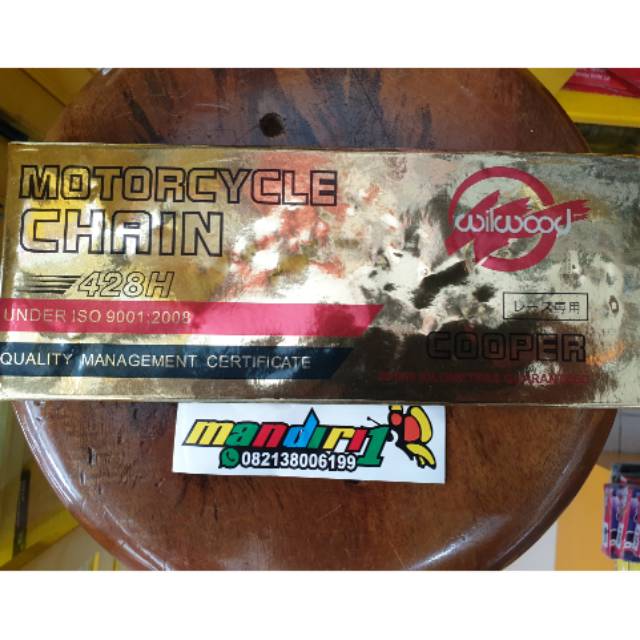 MOTORCYCLE
CHAIN
428H
UNDER ISO 9001:2008
QUALITY MANAGEMENT CERTIFICATE
wilwood
レース専用
COOPER
mandiri1
082138006199